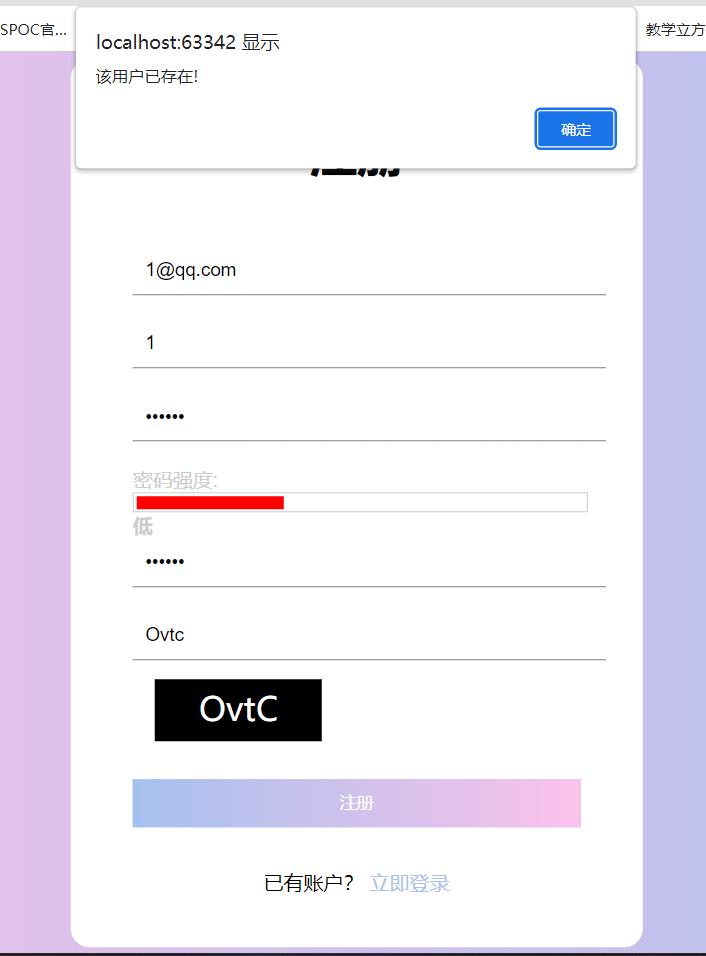 localhost:63342 显示
SPOC官...
教学立方
该用户已存在!
确定
注册
1@qq.com
1
••••••
密码强度:
低
••••••
Ovtc
OvtC
注册
已有账户? 立即登录